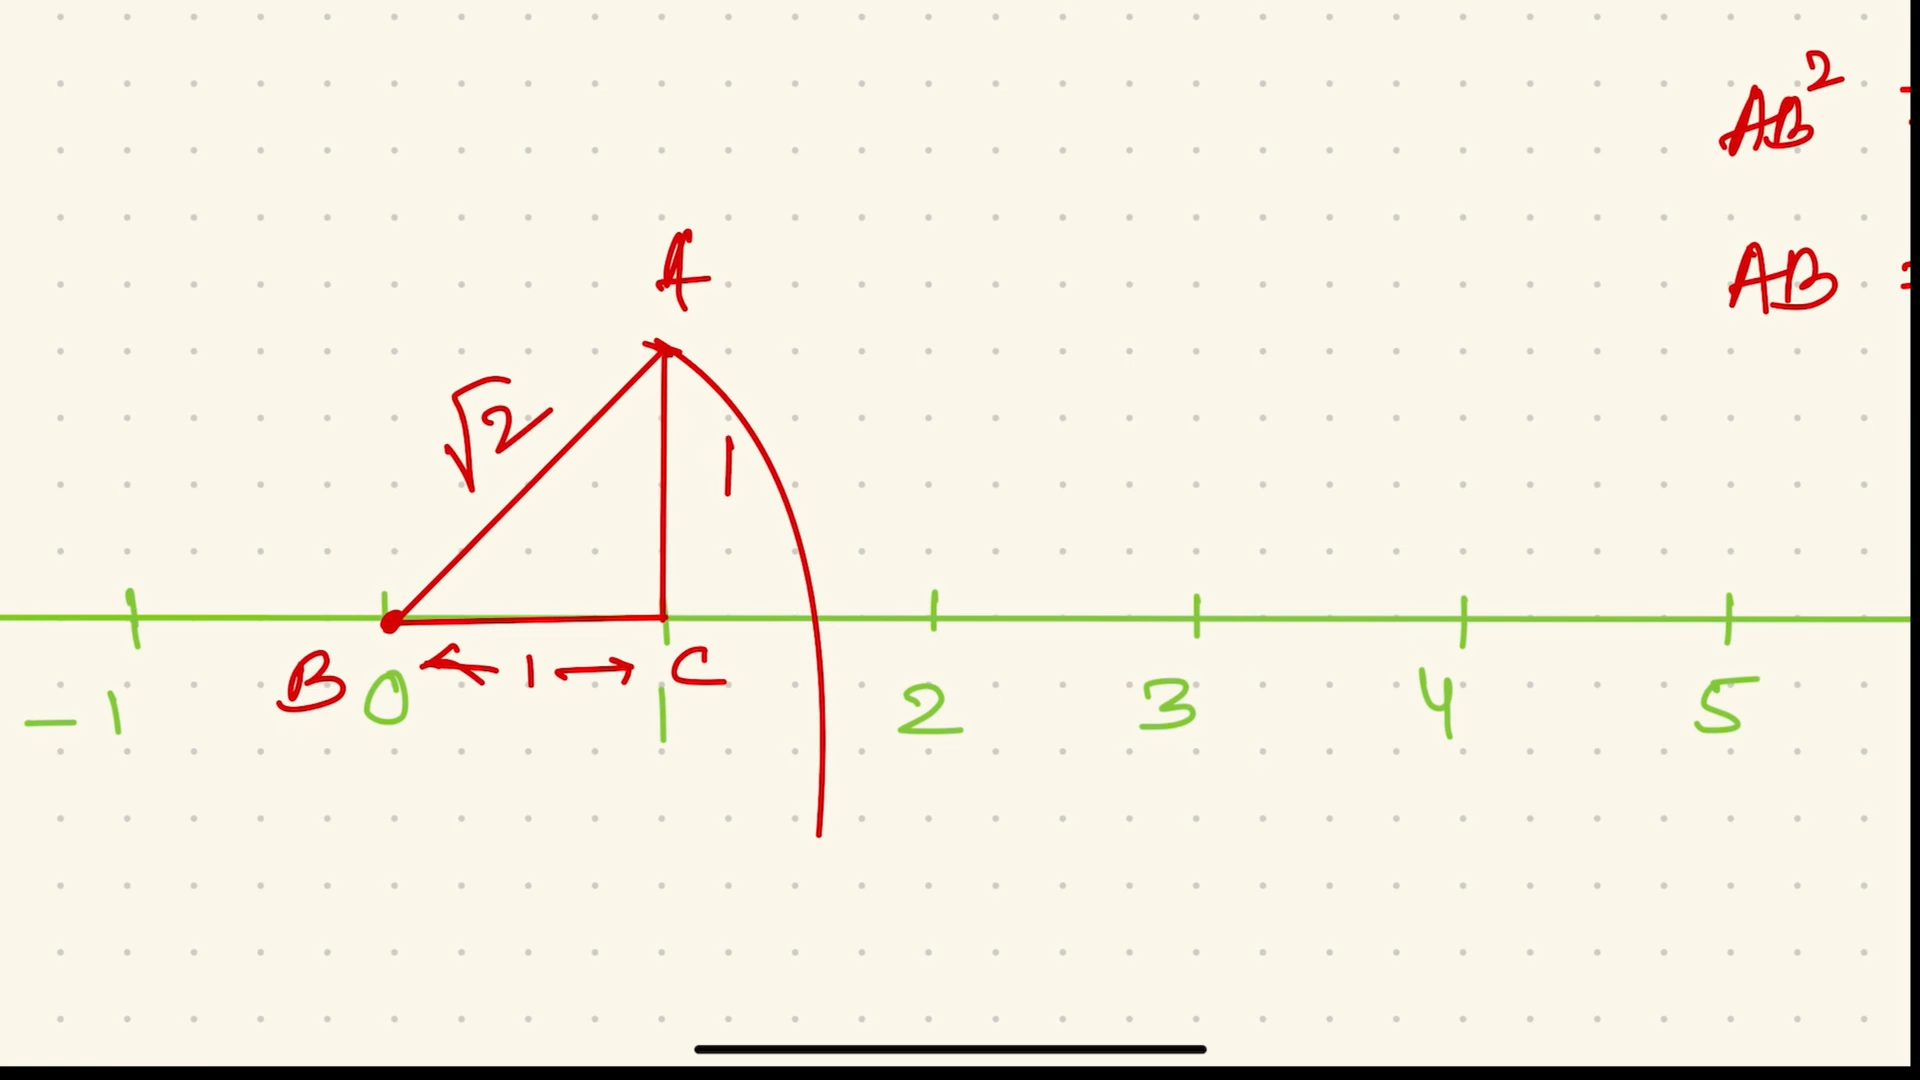 AB² =
A
AB =
√2
1
B ← 1 → C
-1 0 1 2 3 4 5